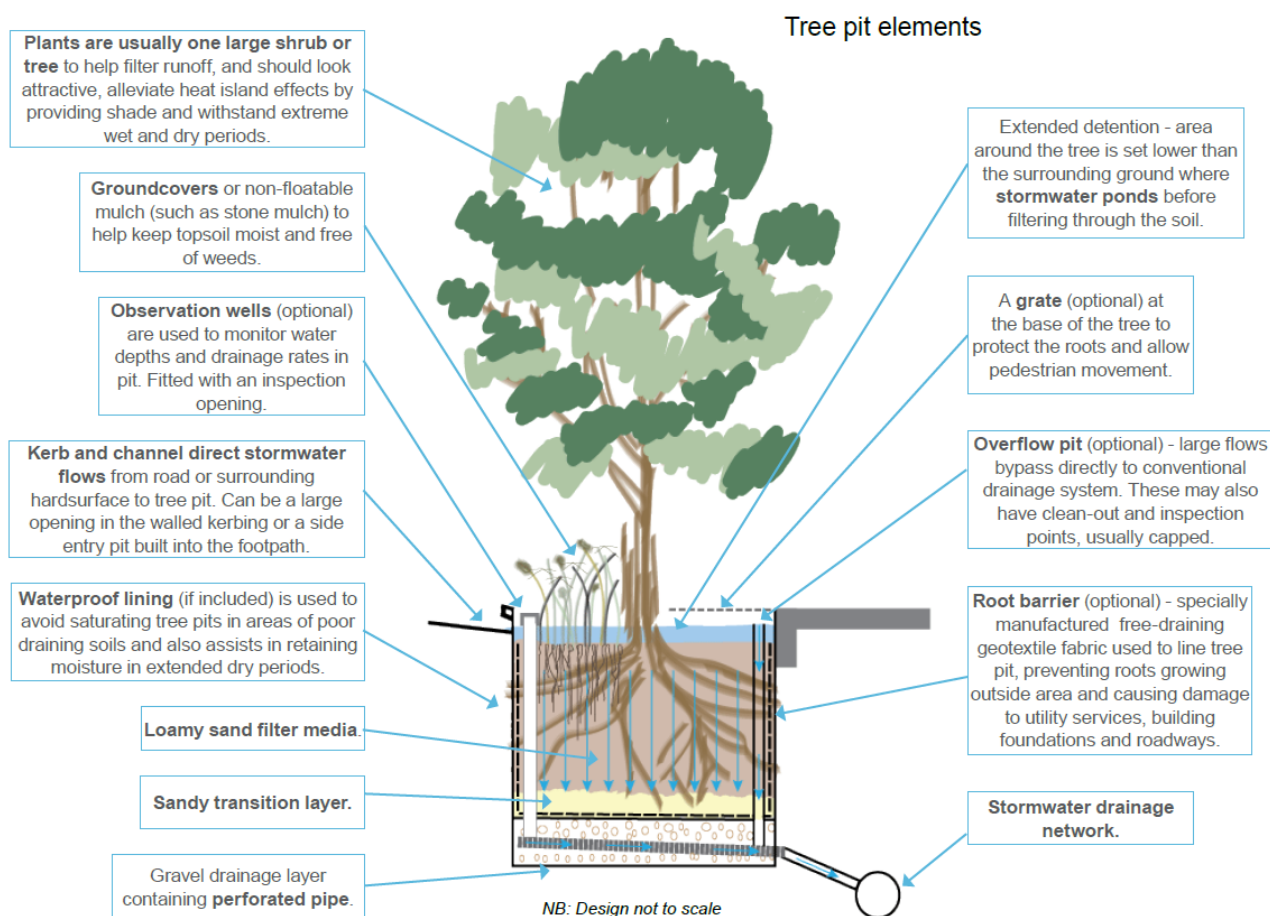 Tree pit elements
Plants are usually one large shrub or
tree to help filter runoff, and should look
attractive, alleviate heat island effects by
providing shade and withstand extreme
wet and dry periods.
Groundcovers or non-floatable
mulch (such as stone mulch) to
help keep topsoil moist and free
of weeds.
Observation wells (optional)
are used to monitor water
depths and drainage rates in
pit. Fitted with an inspection
opening.
Kerb and channel direct stormwater
flows from road or surrounding
hardsurface to tree pit. Can be a large
opening in the walled kerbing or a side
entry pit built into the footpath.
Waterproof lining (if included) is used to
avoid saturating tree pits in areas of poor
draining soils and also assists in retaining
moisture in extended dry periods.
Loamy sand filter media.
Sandy transition layer.
Gravel drainage layer
containing perforated pipe.
Extended detention - area
around the tree is set lower than
the surrounding ground where
stormwater ponds before
filtering through the soil.
A grate (optional) at
the base of the tree to
protect the roots and allow
pedestrian movement.
Overflow pit (optional) - large flows
bypass directly to conventional
drainage system. These may also
have clean-out and inspection
points, usually capped.
Root barrier (optional) - specially
manufactured free-draining
geotextile fabric used to line tree
pit, preventing roots growing
outside area and causing damage
to utility services, building
foundations and roadways.
Stormwater drainage
network.
NB: Design not to scale